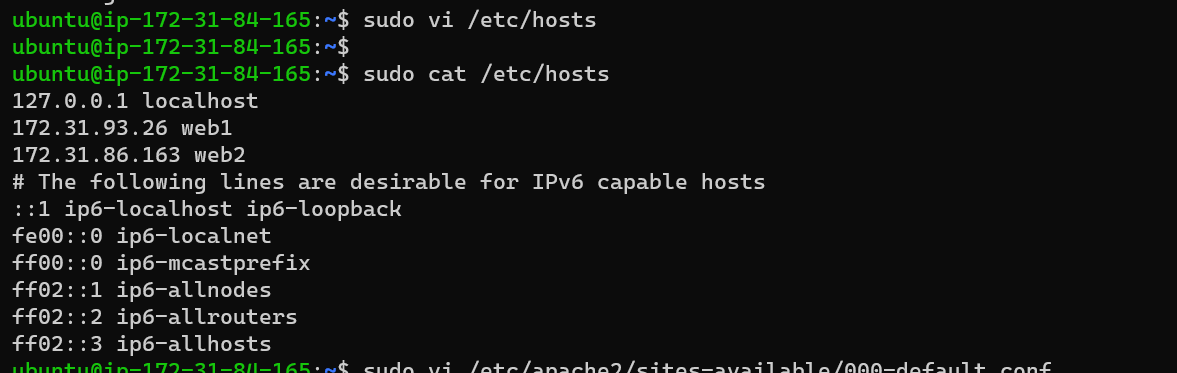 ubuntu@ip-172-31-84-165:~$ sudo vi /etc/hosts
ubuntu@ip-172-31-84-165:~$
ubuntu@ip-172-31-84-165:~$ sudo cat /etc/hosts
127.0.0.1 localhost
172.31.93.26 web1
172.31.86.163 web2
# The following lines are desirable for IPv6 capable hosts
::1 ip6-localhost ip6-loopback
fe00::0 ip6-localnet
ff00::0 ip6-mcastprefix
ff02::1 ip6-allnodes
ff02::2 ip6-allrouters
ff02::3 ip6-allhosts
ubuntu@ip-172-31-84-165:~$ sudo vi /etc/apache2/sites-available/000-default.conf